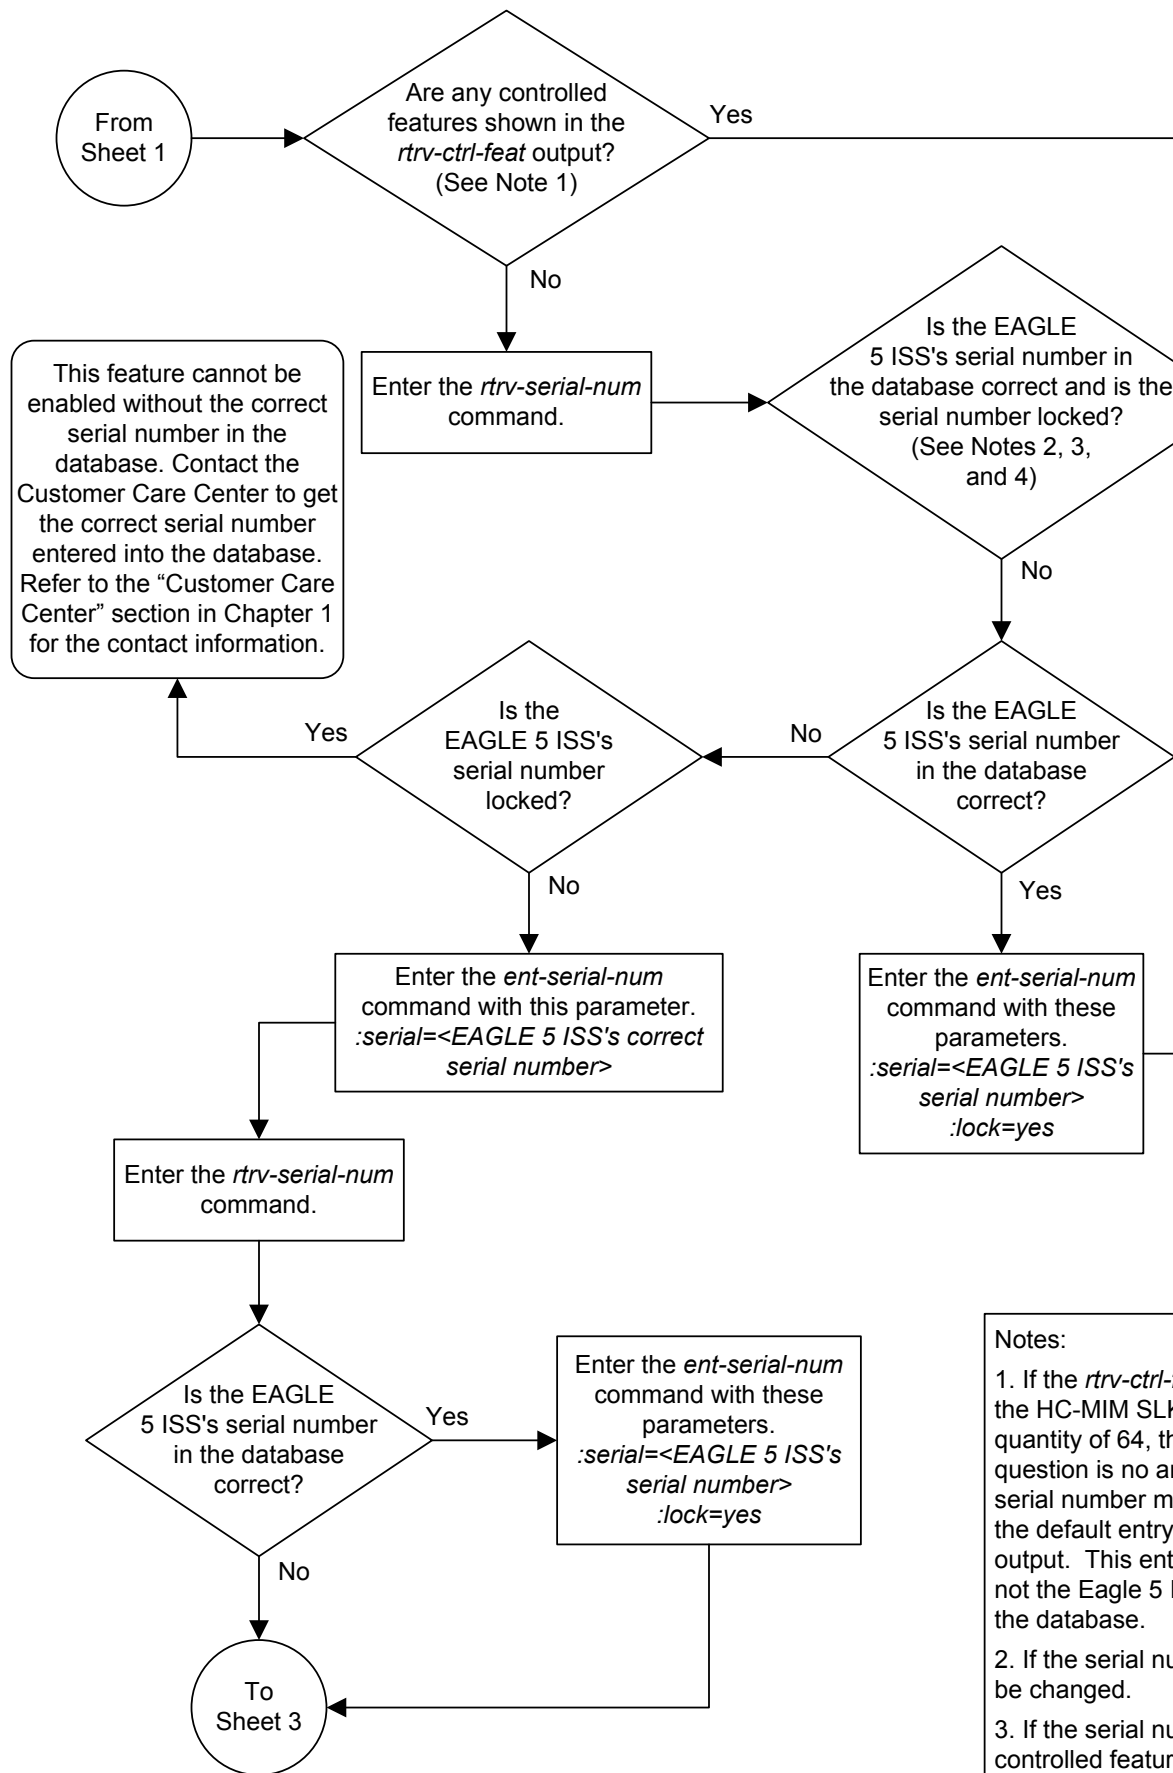 From
Sheet 1
Are any controlled
features shown in the
rtrv-ctrl-feat output?
(See Note 1)
Yes
No
Enter the rtrv-serial-num
command.
Is the EAGLE
5 ISS's serial number in
the database correct and is the
serial number locked?
(See Notes 2, 3,
and 4)
No
This feature cannot be
enabled without the correct
serial number in the
database. Contact the
Customer Care Center to get
the correct serial number
entered into the database.
Refer to the “Customer Care
Center” section in Chapter 1
for the contact information.
Yes
Is the
EAGLE 5 ISS's
serial number
locked?
No
Is the EAGLE
5 ISS's serial number
in the database
correct?
No
Yes
Enter the ent-serial-num
command with this parameter.
:serial=<EAGLE 5 ISS's correct
serial number>
Enter the ent-serial-num
command with these
parameters.
:serial=<EAGLE 5 ISS's
serial number>
:lock=yes
Enter the rtrv-serial-num
command.
Is the EAGLE
5 ISS's serial number
in the database
correct?
Yes
Enter the ent-serial-num
command with these
parameters.
:serial=<EAGLE 5 ISS's
serial number>
:lock=yes
No
To
Sheet 3
Notes:
1. If the rtrv-ctrl-
the HC-MIM SLK
quantity of 64, th
question is no an
serial number m
the default entry
output. This ent
not the Eagle 5 I
the database.
2. If the serial nu
be changed.
3. If the serial nu
controlled featur